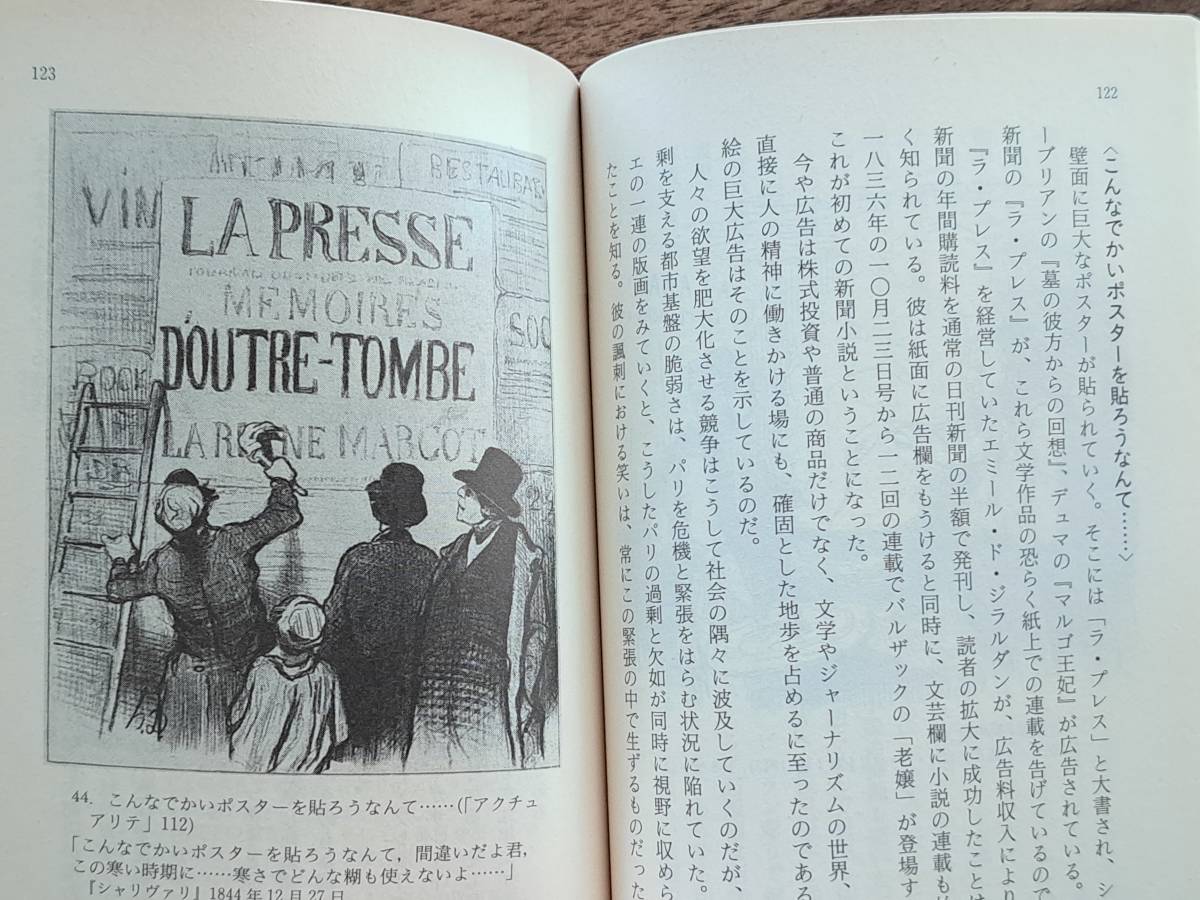 122
〈こんなでかいポスターを貼ろうなんて……〉
壁面に巨大なポスターが貼られていく。そこには「ラ・プレス」と大書され、シ
ーブリアンの『墓の彼方からの回想』、デュマの『マルゴ王妃』が広告されている。
新聞の『ラ・プレス』が、これら文学作品の恐らく紙上での連載を告げているので
『ラ・プレス』を経営していたエミール・ド・ジラルダンが、広告料収入により
新聞の年間購読料を通常の日刊新聞の半額で発刊し、読者の拡大に成功したことは
く知られている。彼は紙面に広告欄をもうけると同時に、文芸欄に小説の連載も
一八三六年の一〇月二三日号から一二回の連載でバルザックの「老嬢」が登場す
これが初めての新聞小説ということになった。
今や広告は株式投資や普通の商品だけでなく、文学やジャーナリズムの世界、
直接に人の精神に働きかける場にも、確固とした地歩を占めるに至ったのである
絵の巨大広告はそのことを示しているのだ。
人々の欲望を肥大化させる競争はこうして社会の隅々に波及していくのだが、
剰を支える都市基盤の脆弱さは、パリを危機と緊張をはらむ状況に陥れていた。
エの一連の版画をみていくと、こうしたパリの過剰と欠如が同時に視野に収めら
たことを知る。彼の諷刺における笑いは、常にこの緊張の中で生ずるものだった
123
VIN
RESTAURAN
LA PRESSE
MEMOIRES
D'OUTRE-TOMBE
LA REINE MARGOT
ROOK
SOC
44. こんなでかいポスターを貼ろうなんて……(「アクチュ
アリテ」112)
「こんなでかいポスターを貼ろうなんて，間違いだよ君，
この寒い時期に……寒さでどんな糊も使えないよ……」
『シャリヴァリ』1844年12月27日